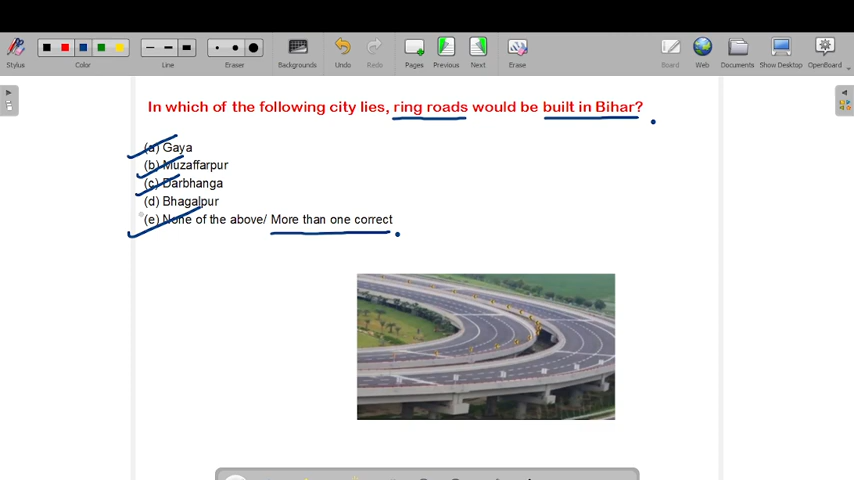 Stylus
Color
Line
Eraser
Backgrounds
Undo
Redo
Pages
Previous
Next
Erase
Board
Web
Documents
Show Desktop
OpenBoard
In which of the following city lies, ring roads would be built in Bihar?
(a) Gaya
(b) Muzaffarpur
(c) Darbhanga
(d) Bhagalpur
(e) None of the above/ More than one correct